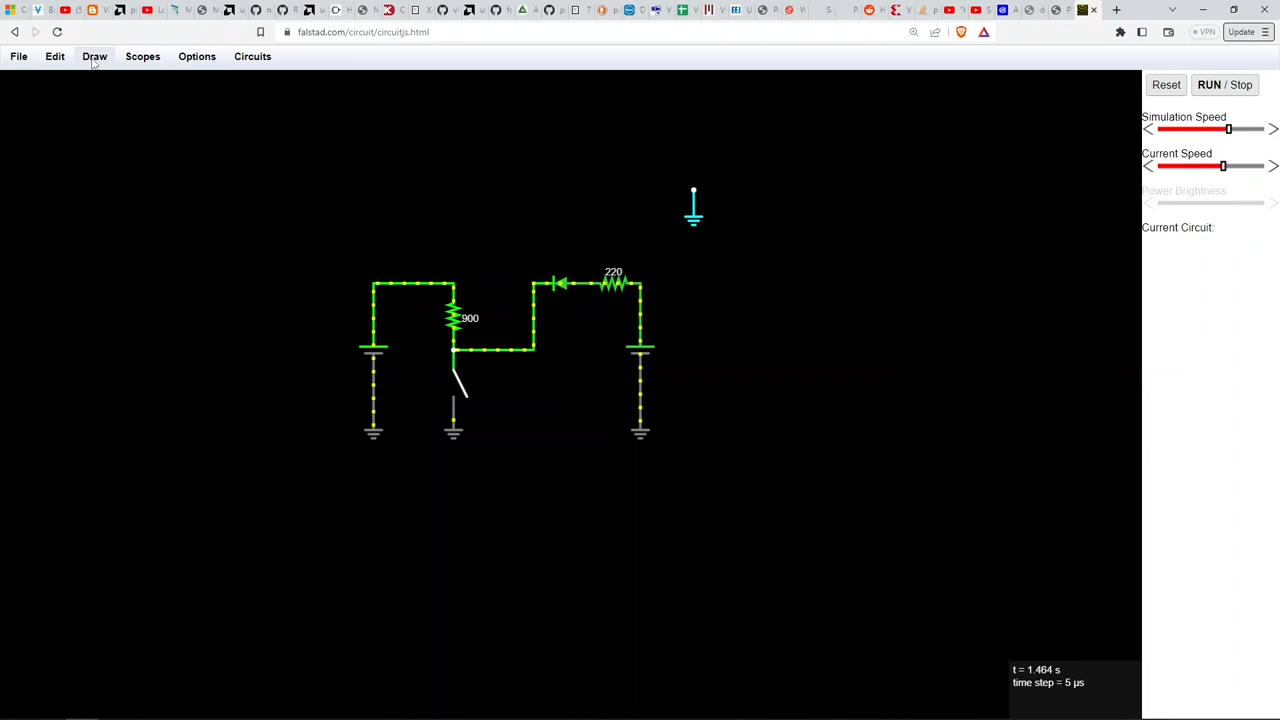 falstad.com/circuit/circuitjs.html
VPN
Update
File Edit Draw Scopes Options Circuits
Reset RUN / Stop
Simulation Speed
Current Speed
Power Brightness
Current Circuit:
220
900
t = 1.464 s
time step = 5 µs